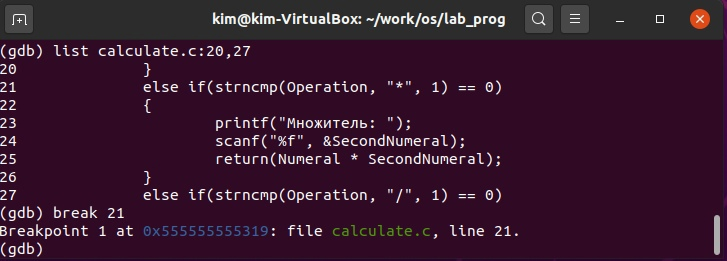 kim@kim-VirtualBox: ~/work/os/lab_prog
(gdb) list calculate.c:20,27
20 }
21 else if(strncmp(Operation, "*", 1) == 0)
22 {
23 printf("Множитель: ");
24 scanf("%f", &SecondNumeral);
25 return(Numeral * SecondNumeral);
26 }
27 else if(strncmp(Operation, "/", 1) == 0)
(gdb) break 21
Breakpoint 1 at 0x555555555319: file calculate.c, line 21.
(gdb)